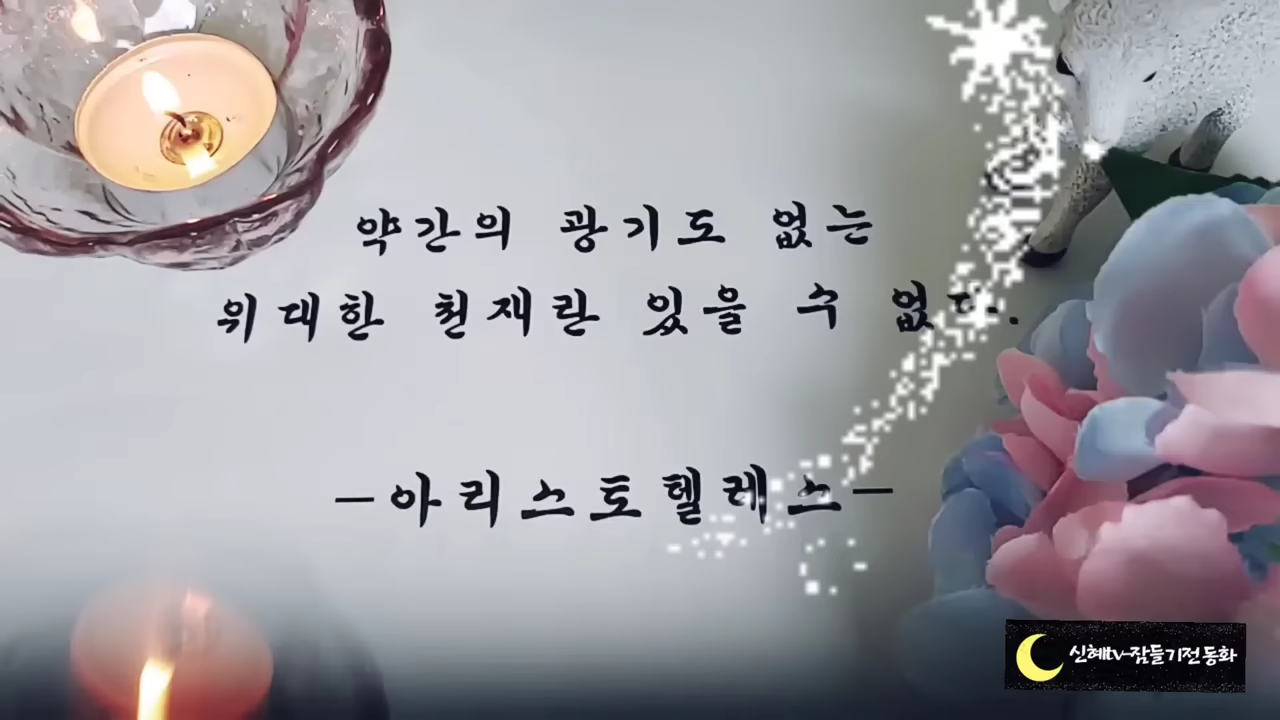 약간의 광기도 없는
위대한 천재란 있을 수 없다.
-아리스토텔레스-
신혜tv-잠들기전 동화